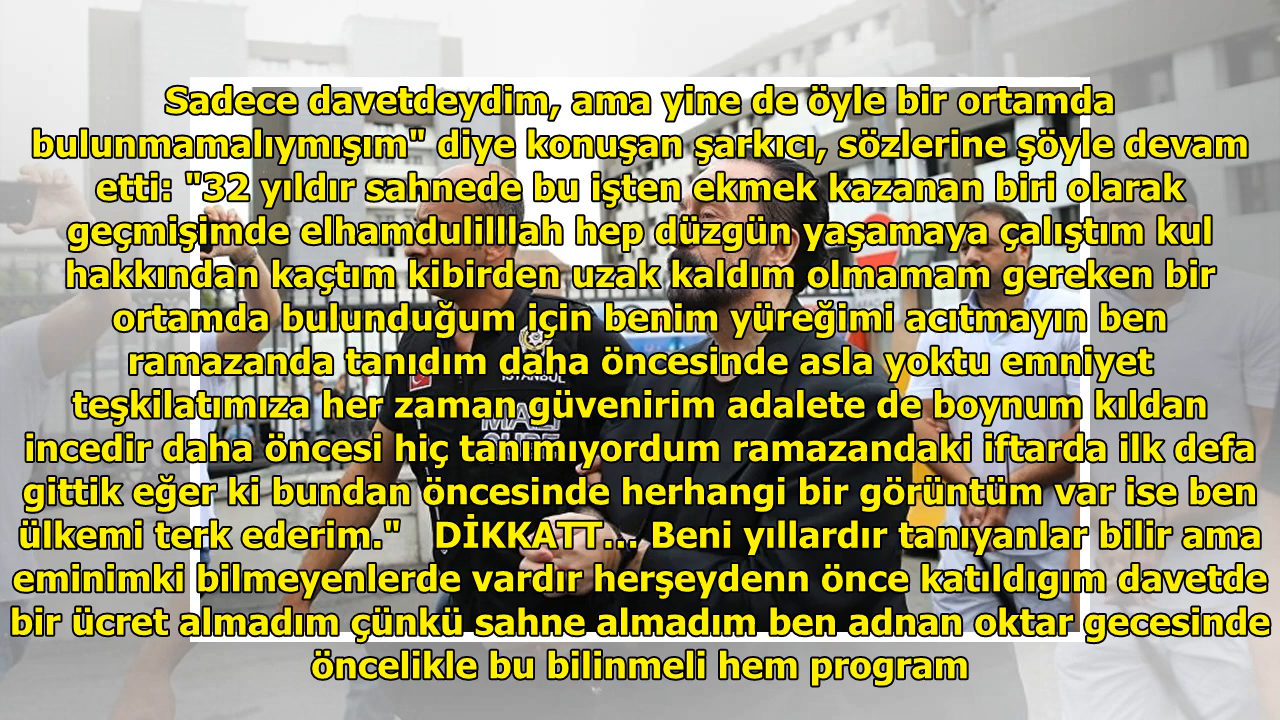 Sadece davetdeydim, ama yine de öyle bir ortamda
bulunmamalıymışım" diye konuşan şarkıcı, sözlerine şöyle devam
etti: "32 yıldır sahnede bu işten ekmek kazanan biri olarak
geçmişimde elhamdulilllah hep düzgün yaşamaya çalıştım kul
hakkından kaçtım kibirden uzak kaldım olmamam gereken bir
ortamda bulunduğum için benim yüreğimi acıtmayın ben
ramazanda tanıdım daha öncesinde asla yoktu emniyet
teşkilatımıza her zaman güvenirim adalete de boynum kıldan
incedir daha öncesi hiç tanımıyordum ramazandaki iftarda ilk defa
gittik eğer ki bundan öncesinde herhangi bir görüntüm var ise ben
ülkemi terk ederim." DİKKATT... Beni yıllardır tanıyanlar bilir ama
eminimki bilmeyenlerde vardır herşeydenn önce katıldıgım davetde
bir ücret almadım çünkü sahne almadım ben adnan oktar gecesinde
öncelikle bu bilinmeli hem program
İSTANBUL